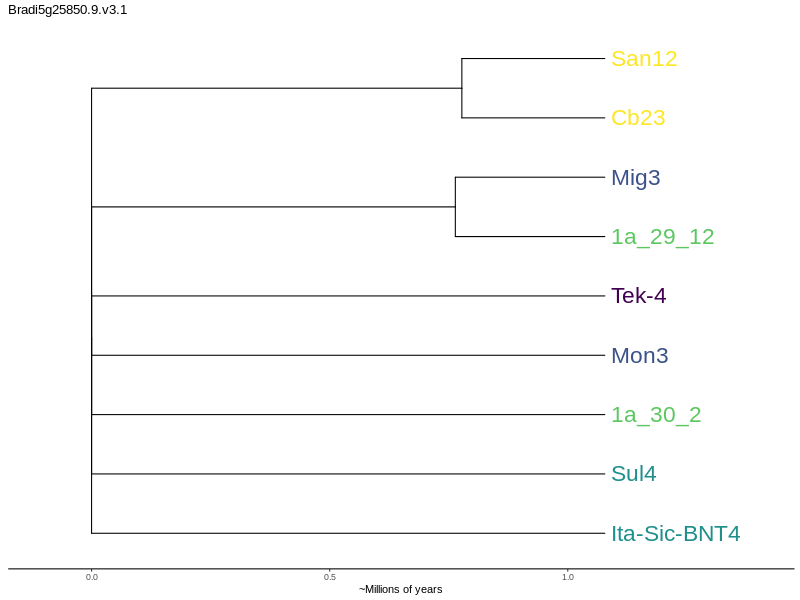 Bradi5g25850.9.v3.1
San12
Cb23
Mig3
1a_29_12
Tek-4
Mon3
1a_30_2
Sul4
Ita-Sic-BNT4
0.0 0.5 1.0
~Millions of years